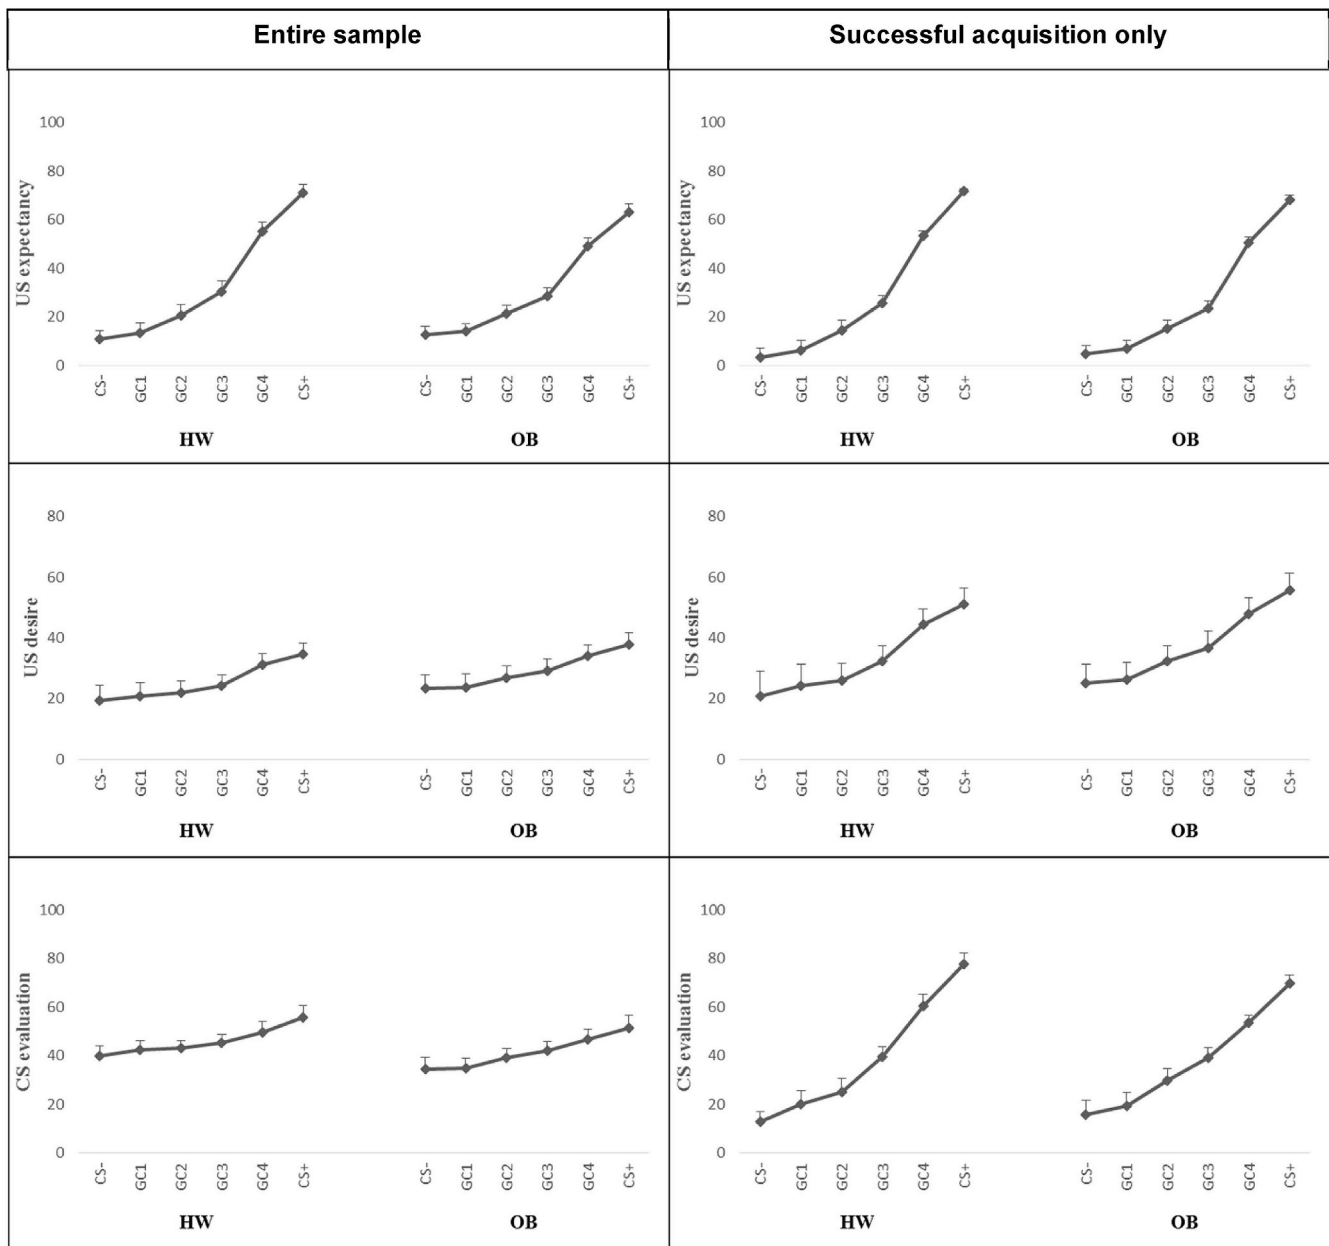 Entire sample
Successful acquisition only
US expectancy
100
80
60
40
20
0
CS- GC1 GC2 GC3 GC4 CS+ CS- GC1 GC2 GC3 GC4 CS+
HW OB
US expectancy
100
80
60
40
20
0
CS- GC1 GC2 GC3 GC4 CS+ CS- GC1 GC2 GC3 GC4 CS+
HW OB
US desire
80
60
40
20
0
CS- GC1 GC2 GC3 GC4 CS+ CS- GC1 GC2 GC3 GC4 CS+
HW OB
US desire
80
60
40
20
0
CS- GC1 GC2 GC3 GC4 CS+ CS- GC1 GC2 GC3 GC4 CS+
HW OB
CS evaluation
100
80
60
40
20
0
CS- GC1 GC2 GC3 GC4 CS+ CS- GC1 GC2 GC3 GC4 CS+
HW OB
CS evaluation
100
80
60
40
20
0
CS- GC1 GC2 GC3 GC4 CS+ CS- GC1 GC2 GC3 GC4 CS+
HW OB